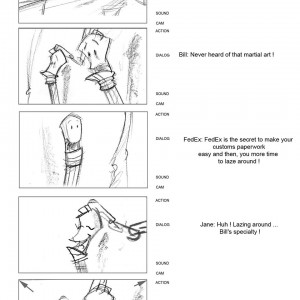 SOUND
CAM
ACTION
DIALOG
Bill: Never heard of that martial art !
SOUND
CAM
ACTION
DIALOG
FedEx: FedEx is the secret to make your
customs paperwork
easy and then, you more time
to laze around !
SOUND
CAM
ACTION
DIALOG
Jane: Huh ! Lazing around ...
Bill's specialty !
SOUND
CAM
ACTION